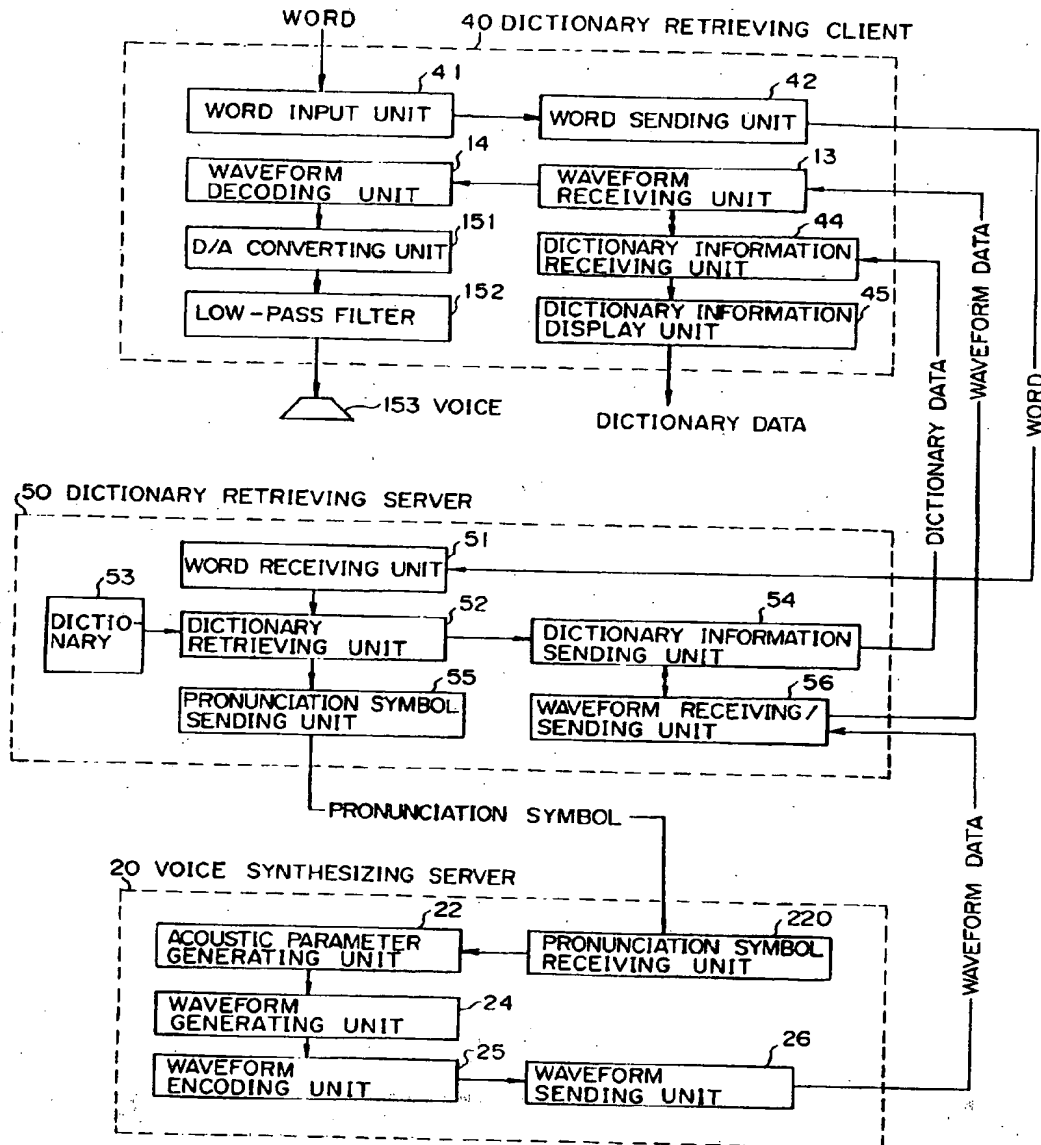 WORD
40 DICTIONARY RETRIEVING CLIENT
41
WORD INPUT UNIT
42
WORD SENDING UNIT
14
WAVEFORM
DECODING UNIT
13
WAVEFORM
RECEIVING UNIT
151
D/A CONVERTING UNIT
44
DICTIONARY INFORMATION
RECEIVING UNIT
152
LOW-PASS FILTER
45
DICTIONARY INFORMATION
DISPLAY UNIT
153 VOICE
DICTIONARY DATA
DICTIONARY DATA
WAVEFORM DATA
WORD
50 DICTIONARY RETRIEVING SERVER
51
WORD RECEIVING UNIT
53
DICTIO-
NARY
52
DICTIONARY
RETRIEVING UNIT
54
DICTIONARY INFORMATION
SENDING UNIT
55
PRONUNCIATION SYMBOL
SENDING UNIT
56
WAVEFORM RECEIVING/
SENDING UNIT
PRONUNCIATION SYMBOL
WAVEFORM DATA
20 VOICE SYNTHESIZING SERVER
22
ACOUSTIC PARAMETER
GENERATING UNIT
220
PRONUNCIATION SYMBOL
RECEIVING UNIT
24
WAVEFORM
GENERATING UNIT
25
WAVEFORM
ENCODING UNIT
26
WAVEFORM
SENDING UNIT